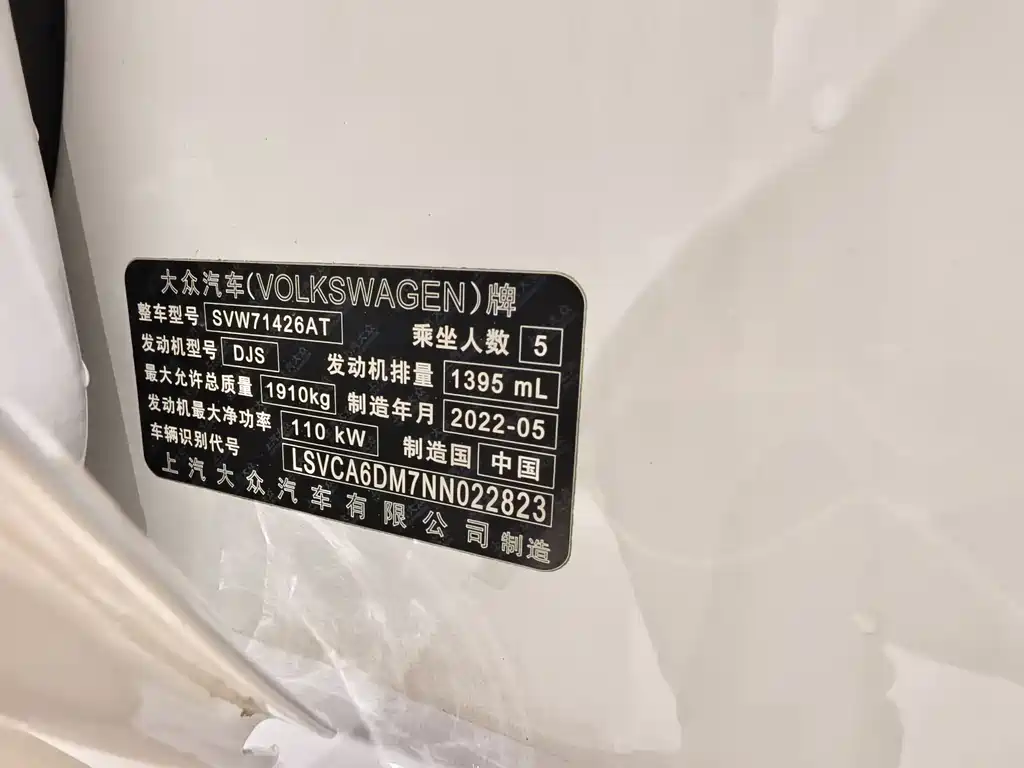 大众汽车(VOLKSWAGEN)牌
整车型号 SVW71426AT 乘坐人数 5
发动机型号 DJS 发动机排量 1395 mL
最大允许总质量 1910kg 制造年月 2022-05
发动机最大净功率 110 kW 制造国 中国
车辆识别代号 LSVCA6DM7NN022823
上汽大众汽车有限公司制造